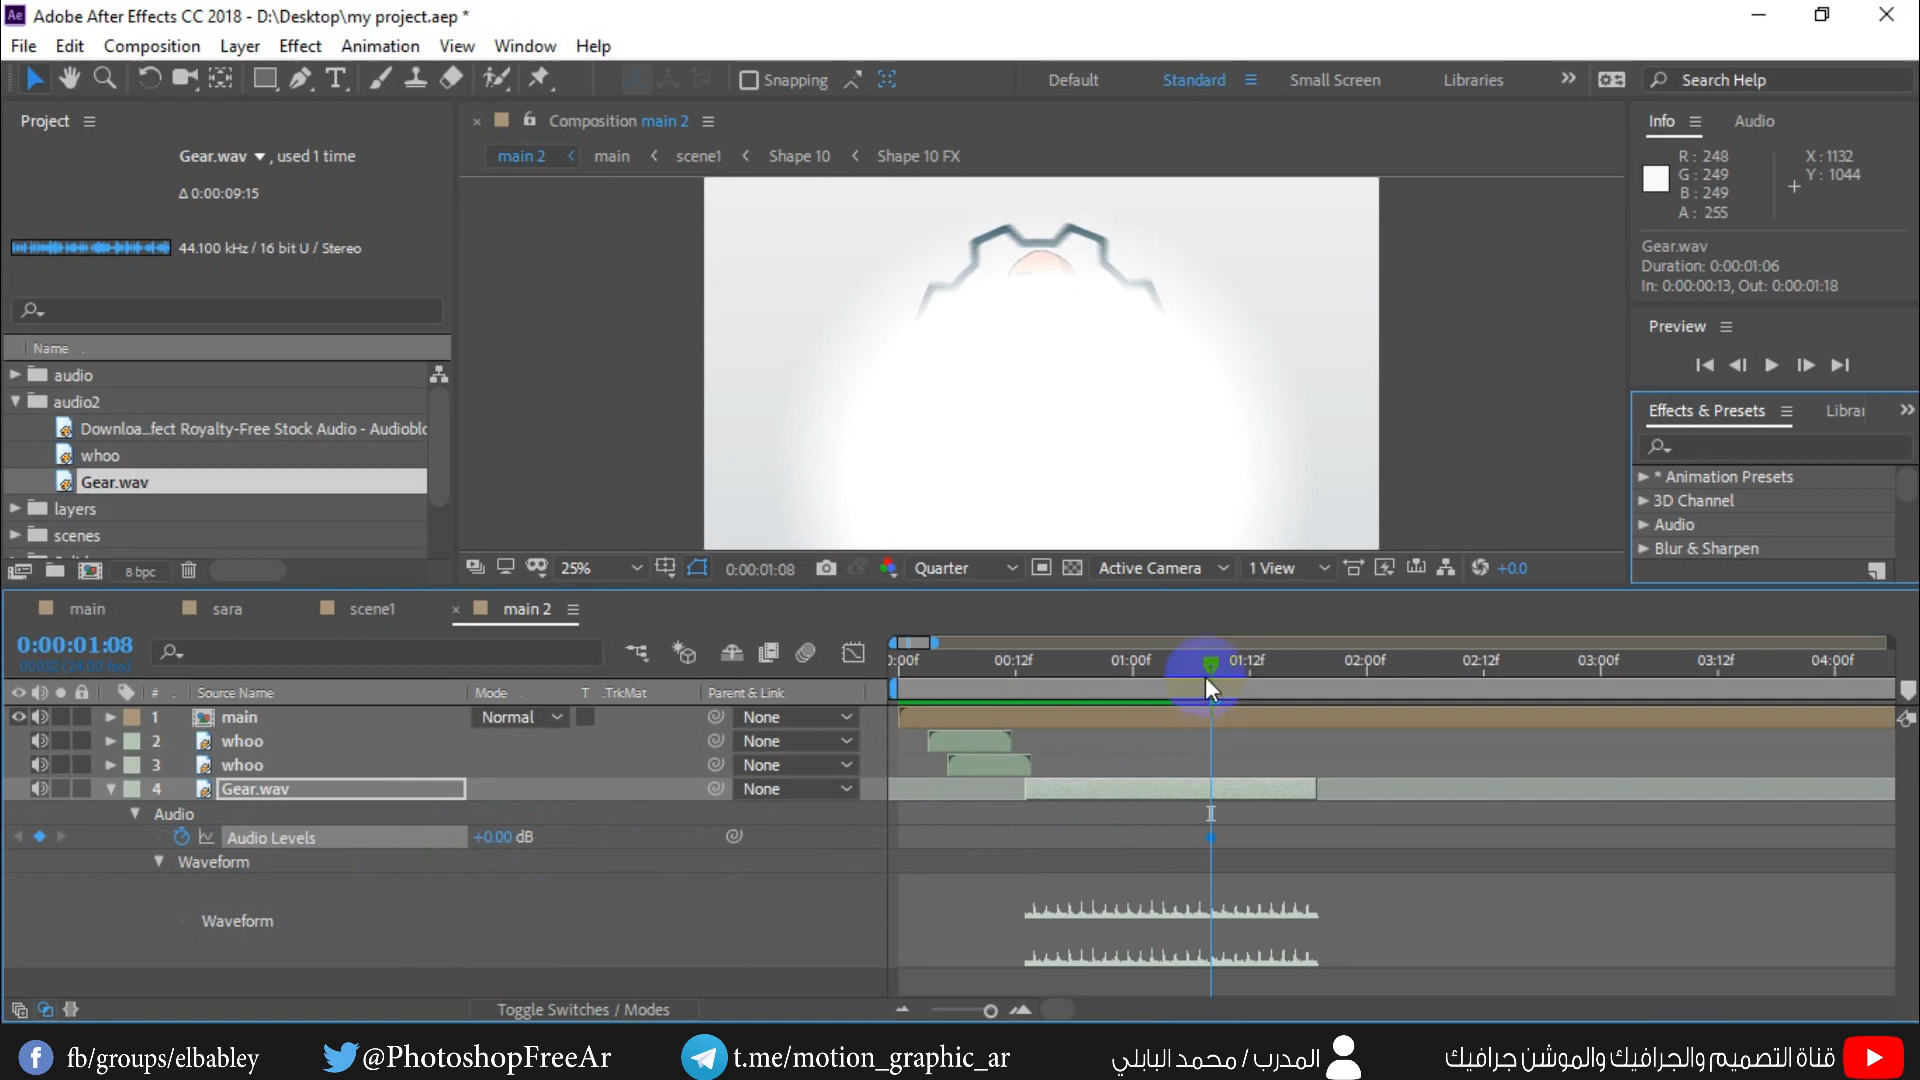 Adobe After Effects CC 2018 - D:\Desktop\my project.aep *
File Edit Composition Layer Effect Animation View Window Help
Snapping Default Standard Small Screen Libraries Search Help
Project
Gear.wav , used 1 time
Δ 0:00:09:15
44.100 kHz / 16 bit U / Stereo
Name
audio
audio2
Downloa...fect Royalty-Free Stock Audio - Audioblo
whoo
Gear.wav
layers
scenes
8 bpc
Composition main 2
main 2 main scene1 Shape 10 Shape 10 FX
25% 0:00:01:08 Quarter Active Camera 1 View +0.0
Info Audio
R: 248 X: 1132
G: 249 Y: 1044
B: 249
A: 255
Gear.wav
Duration: 0:00:01:06
In: 0:00:00:13, Out: 0:00:01:18
Preview
Effects & Presets Librar
* Animation Presets
3D Channel
Audio
Blur & Sharpen
main sara scene1 main 2
0:00:01:08
00032 (24.00 fps)
0:00f 00:12f 01:00f 01:12f 02:00f 02:12f 03:00f 03:12f 04:00f
# Source Name Mode T .TrkMat Parent & Link
1 main Normal None
2 whoo None
3 whoo None
4 Gear.wav None
Audio
Audio Levels +0.00 dB
Waveform
Waveform
Toggle Switches / Modes
fb/groups/elbabley @PhotoshopFreeAr t.me/motion_graphic_ar المدرب / محمد البابلي قناة التصميم والجرافيك والموشن جرافيك